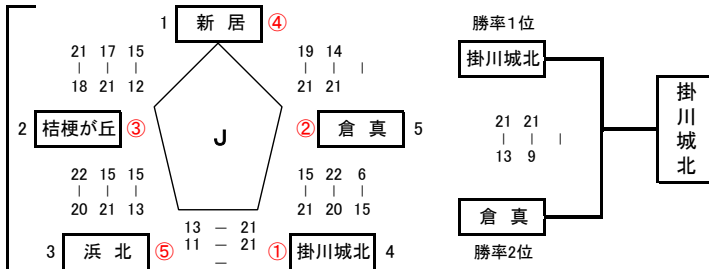 1 新居 ④
勝率1位
21 17 15
| | |
18 21 12
19 14
| | |
21 21
掛川城北
2 桔梗が丘 ③
J
② 倉真 5
21 21
| | |
13 9
掛川城北
22 15 15
| | |
20 21 13
15 22 6
| | |
21 20 15
倉真
13 − 21
11 − 21
−
3 浜北 ⑤
① 掛川城北 4
勝率2位